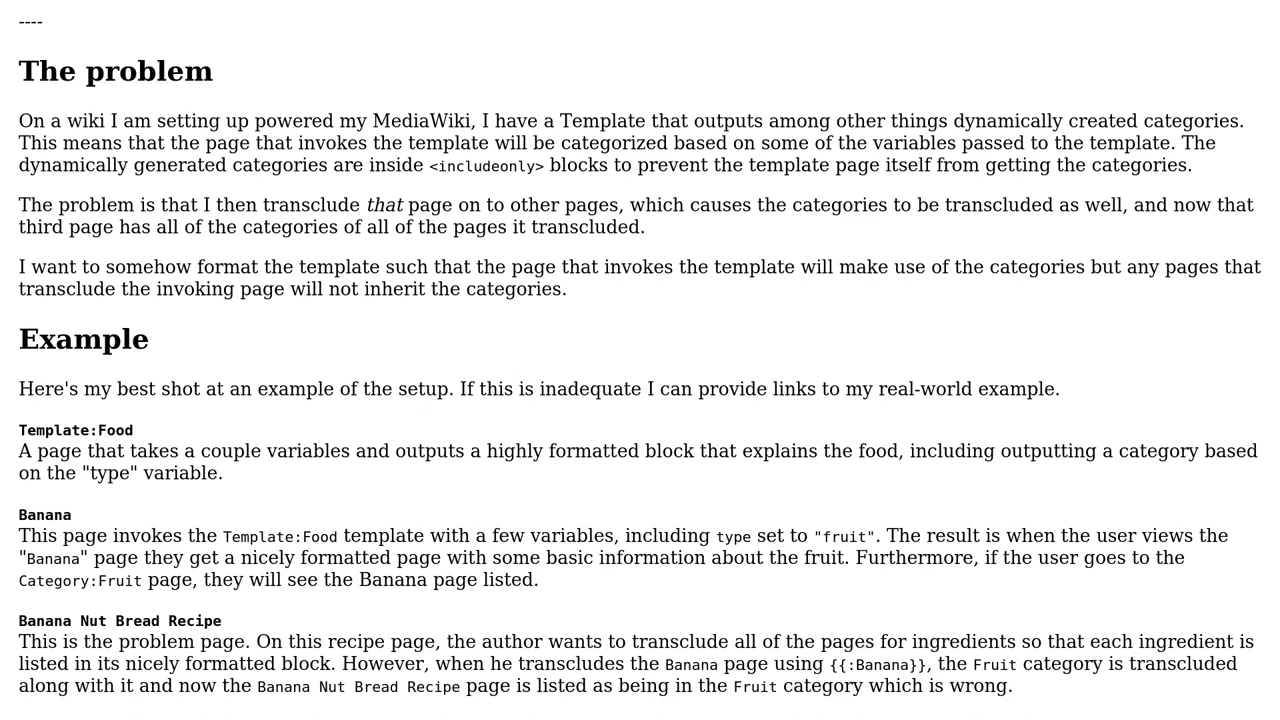 ----
The problem
On a wiki I am setting up powered my MediaWiki, I have a Template that outputs among other things dynamically created categories.
This means that the page that invokes the template will be categorized based on some of the variables passed to the template. The
dynamically generated categories are inside <includeonly> blocks to prevent the template page itself from getting the categories.
The problem is that I then transclude that page on to other pages, which causes the categories to be transcluded as well, and now that
third page has all of the categories of all of the pages it transcluded.
I want to somehow format the template such that the page that invokes the template will make use of the categories but any pages that
transclude the invoking page will not inherit the categories.
Example
Here's my best shot at an example of the setup. If this is inadequate I can provide links to my real-world example.
Template:Food
A page that takes a couple variables and outputs a highly formatted block that explains the food, including outputting a category based
on the "type" variable.
Banana
This page invokes the Template:Food template with a few variables, including type set to "fruit". The result is when the user views the
"Banana" page they get a nicely formatted page with some basic information about the fruit. Furthermore, if the user goes to the
Category:Fruit page, they will see the Banana page listed.
Banana Nut Bread Recipe
This is the problem page. On this recipe page, the author wants to transclude all of the pages for ingredients so that each ingredient is
listed in its nicely formatted block. However, when he transcludes the Banana page using {{:Banana}}, the Fruit category is transcluded
along with it and now the Banana Nut Bread Recipe page is listed as being in the Fruit category which is wrong.